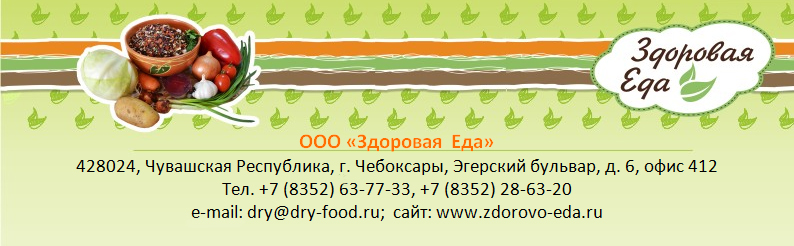 Здоровая
Еда
ООО «Здоровая Еда»
428024, Чувашская Республика, г. Чебоксары, Эгерский бульвар, д. 6, офис 412
Тел. +7 (8352) 63-77-33, +7 (8352) 28-63-20
e-mail: dry@dry-food.ru; сайт: www.zdorovo-eda.ru